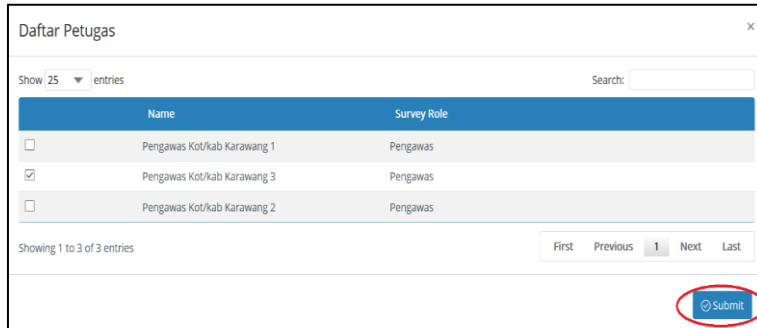 Daftar Petugas ×
Show 25 entries Search:
Name Survey Role
Pengawas Kot/kab Karawang 1 Pengawas
Pengawas Kot/kab Karawang 3 Pengawas
Pengawas Kot/kab Karawang 2 Pengawas
Showing 1 to 3 of 3 entries First Previous 1 Next Last
Submit